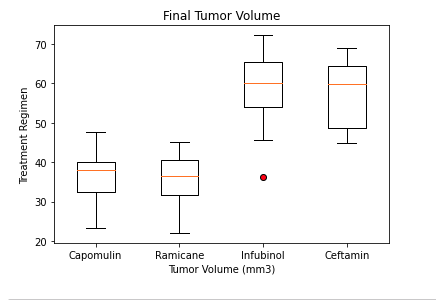 Final Tumor Volume
Treatment Regimen
70
60
50
40
30
20
Capomulin Ramicane Infubinol Ceftamin
Tumor Volume (mm3)